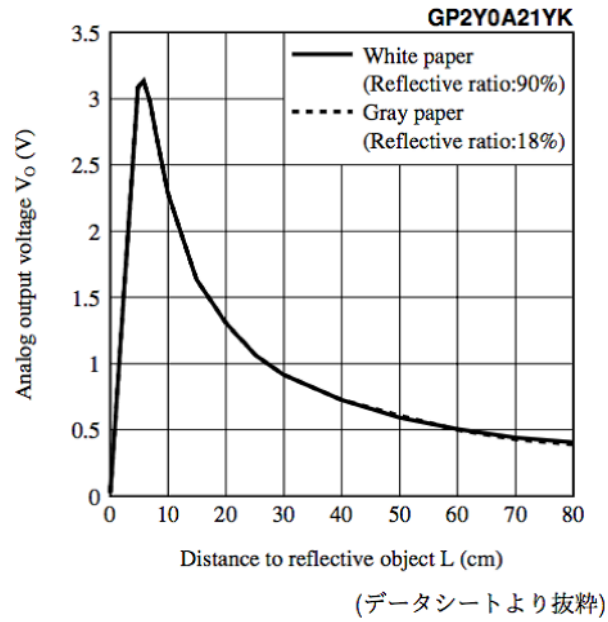 GP2Y0A21YK
White paper
(Reflective ratio:90%)
Gray paper
(Reflective ratio:18%)
Analog output voltage VO (V)
3.5
3
2.5
2
1.5
1
0.5
0
0 10 20 30 40 50 60 70 80
Distance to reflective object L (cm)
(データシートより抜粋)